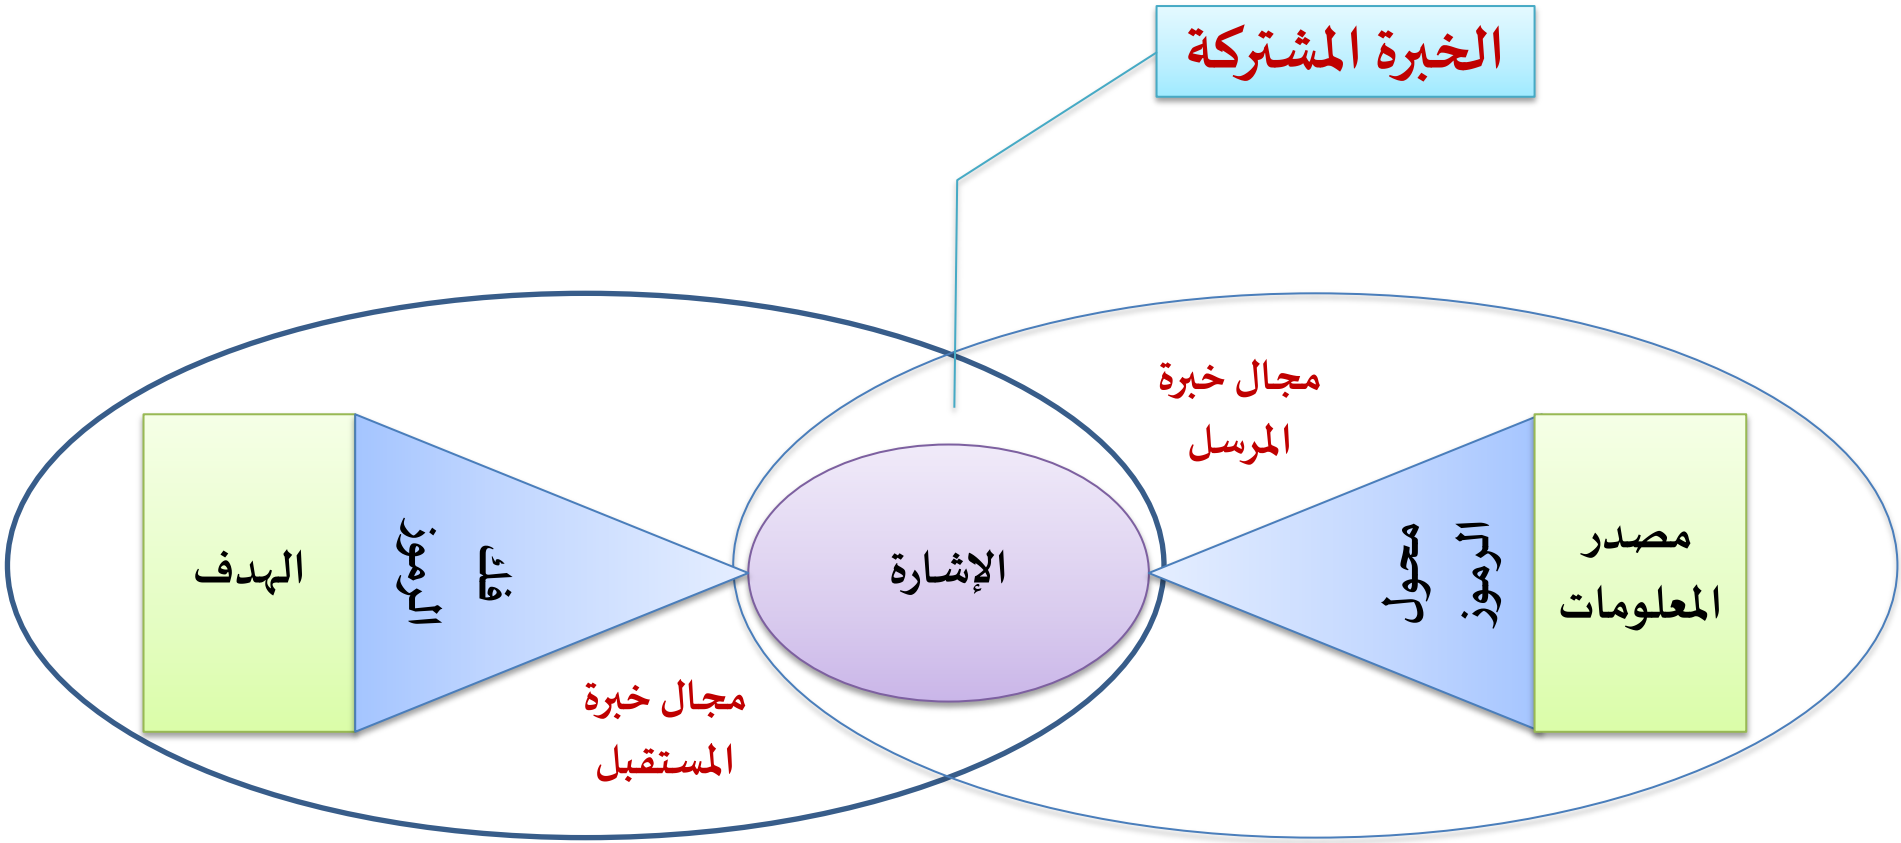 الخبرة المشتركة
مجال خبرة
المرسل
مصدر
المعلومات
محول
الرموز
الإشارة
فك
الرموز
الهدف
مجال خبرة
المستقبل